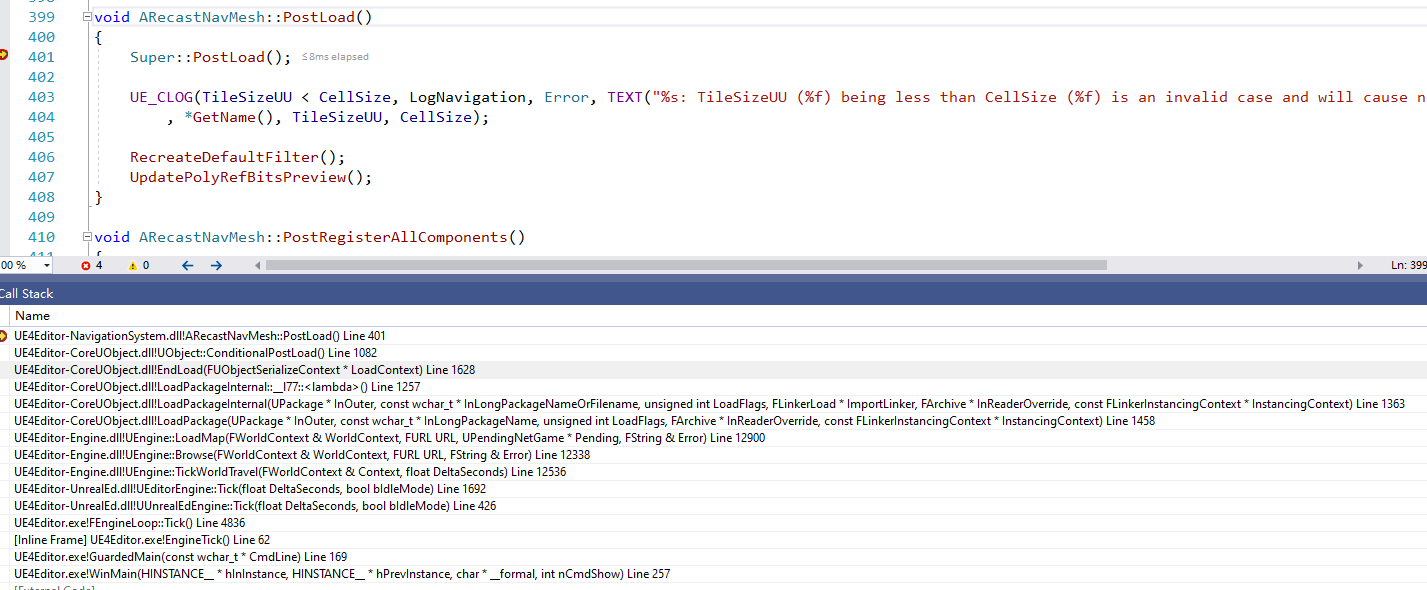 399 void ARecastNavMesh::PostLoad()
400 {
401 Super::PostLoad(); ≤8ms elapsed
402
403 UE_CLOG(TileSizeUU < CellSize, LogNavigation, Error, TEXT("%s: TileSizeUU (%f) being less than CellSize (%f) is an invalid case and will cause n
404 , *GetName(), TileSizeUU, CellSize);
405
406 RecreateDefaultFilter();
407 UpdatePolyRefBitsPreview();
408 }
409
410 void ARecastNavMesh::PostRegisterAllComponents()
411 {
00 % 4 0 Ln: 399
Call Stack
Name
UE4Editor-NavigationSystem.dll!ARecastNavMesh::PostLoad() Line 401
UE4Editor-CoreUObject.dll!UObject::ConditionalPostLoad() Line 1082
UE4Editor-CoreUObject.dll!EndLoad(FUObjectSerializeContext * LoadContext) Line 1628
UE4Editor-CoreUObject.dll!LoadPackageInternal::__l77::<lambda>() Line 1257
UE4Editor-CoreUObject.dll!LoadPackageInternal(UPackage * InOuter, const wchar_t * InLongPackageNameOrFilename, unsigned int LoadFlags, FLinkerLoad * ImportLinker, FArchive * InReaderOverride, const FLinkerInstancingContext * InstancingContext) Line 1363
UE4Editor-CoreUObject.dll!LoadPackage(UPackage * InOuter, const wchar_t * InLongPackageName, unsigned int LoadFlags, FArchive * InReaderOverride, const FLinkerInstancingContext * InstancingContext) Line 1458
UE4Editor-Engine.dll!UEngine::LoadMap(FWorldContext & WorldContext, FURL URL, UPendingNetGame * Pending, FString & Error) Line 12900
UE4Editor-Engine.dll!UEngine::Browse(FWorldContext & WorldContext, FURL URL, FString & Error) Line 12338
UE4Editor-Engine.dll!UEngine::TickWorldTravel(FWorldContext & Context, float DeltaSeconds) Line 12536
UE4Editor-UnrealEd.dll!UEditorEngine::Tick(float DeltaSeconds, bool bIdleMode) Line 1692
UE4Editor-UnrealEd.dll!UUnrealEdEngine::Tick(float DeltaSeconds, bool bIdleMode) Line 426
UE4Editor.exe!FEngineLoop::Tick() Line 4836
[Inline Frame] UE4Editor.exe!EngineTick() Line 62
UE4Editor.exe!GuardedMain(const wchar_t * CmdLine) Line 169
UE4Editor.exe!WinMain(HINSTANCE__ * hInInstance, HINSTANCE__ * hPrevInstance, char * __formal, int nCmdShow) Line 257
[External Code]